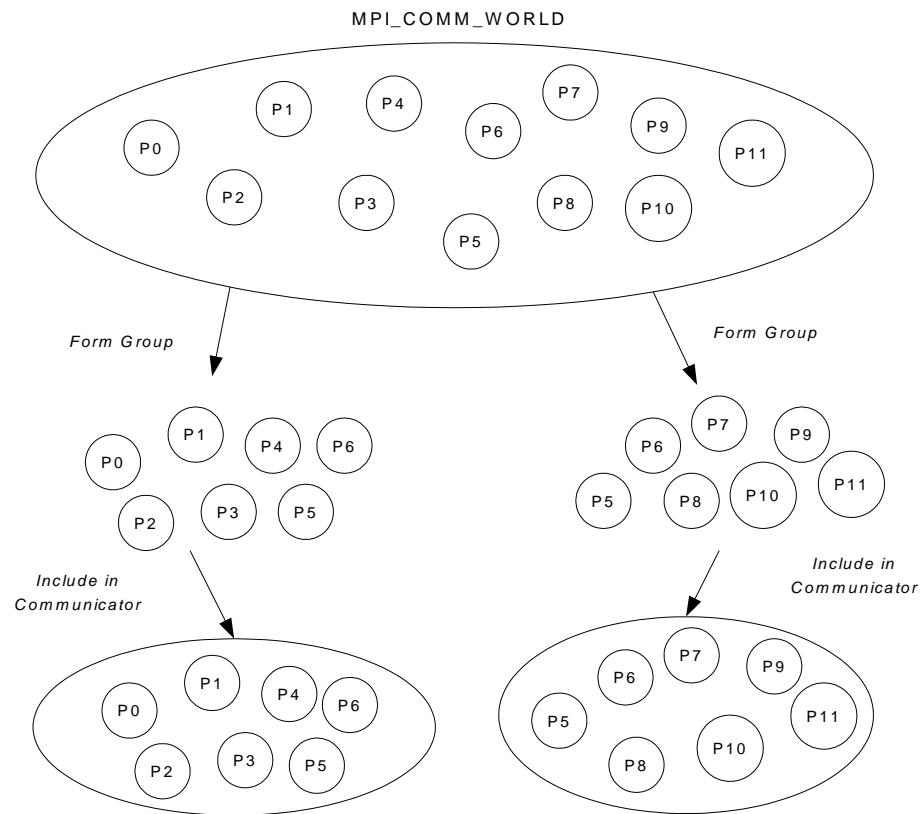 MPI_COMM_WORLD
P0
P1
P4
P6
P7
P9
P11
P2
P3
P5
P8
P10
Form Group
Form Group
P0
P1
P4
P6
P2
P3
P5
P5
P6
P7
P9
P8
P10
P11
Include in
Communicator
Include in
Communicator
P0
P1
P4
P6
P2
P3
P5
P5
P6
P7
P9
P11
P8
P10